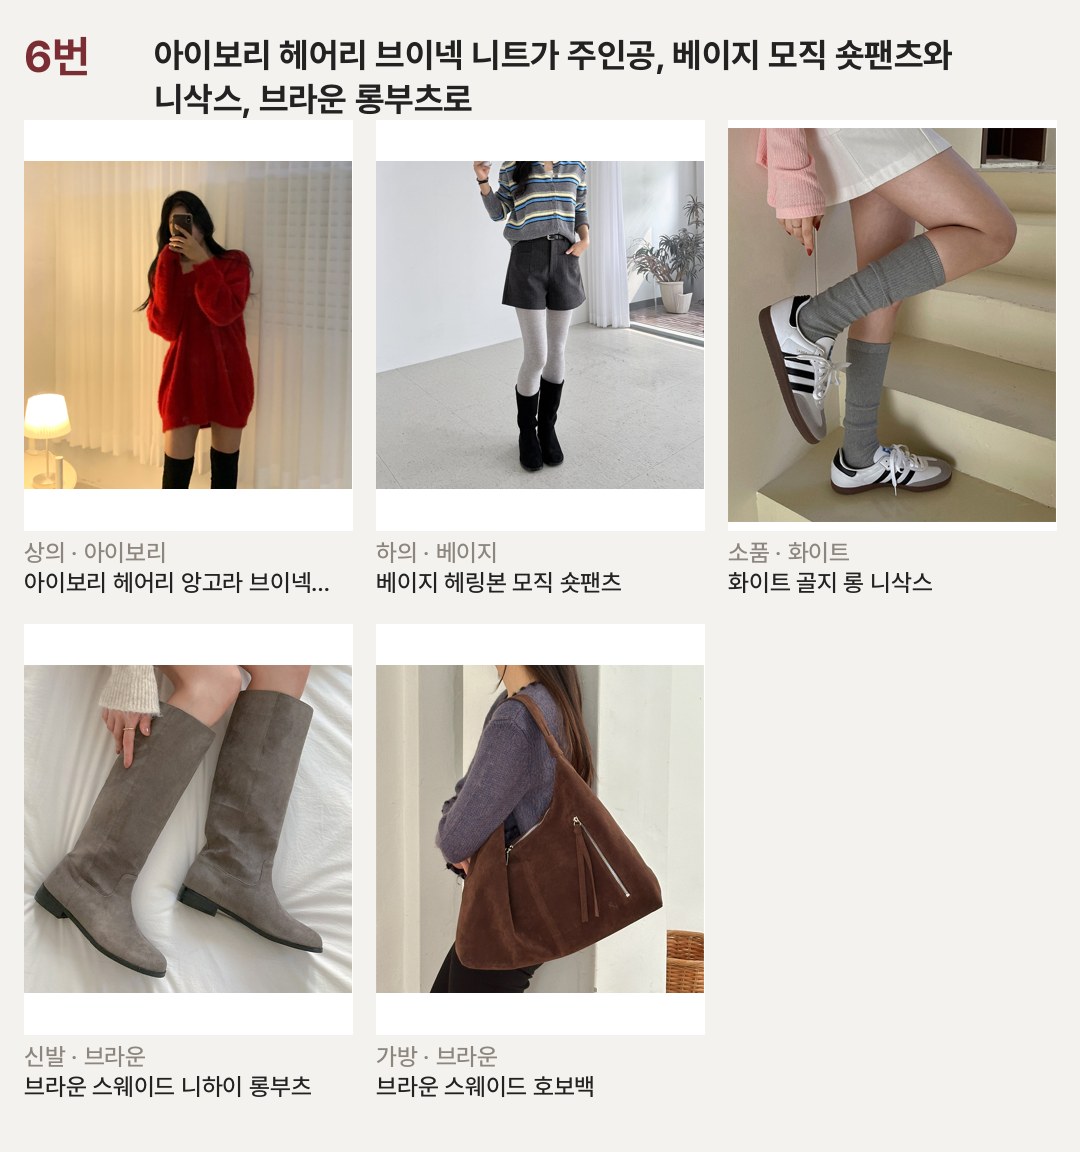 6번
아이보리 헤어리 브이넥 니트가 주인공, 베이지 모직 숏팬츠와
니삭스, 브라운 롱부츠로
상의 · 아이보리
아이보리 헤어리 앙고라 브이넥...
하의 · 베이지
베이지 헤링본 모직 숏팬츠
소품 · 화이트
화이트 골지 롱 니삭스
신발 · 브라운
브라운 스웨이드 니하이 롱부츠
가방 · 브라운
브라운 스웨이드 호보백